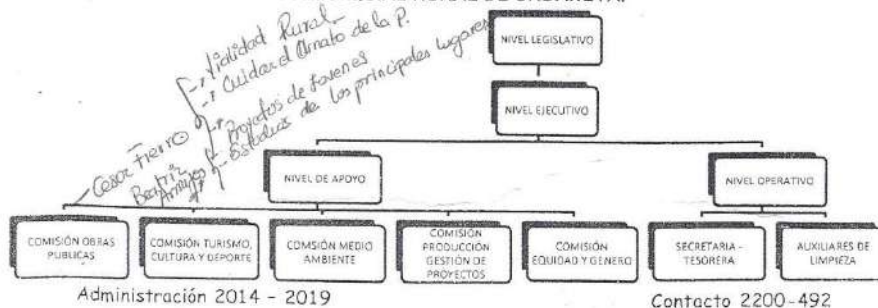 NIVEL LEGISLATIVO
- Vialidad Rural
- Cuidar el Ornato de la P.
NIVEL EJECUTIVO
- Proyectos de Jovenes
- Estudios de los principales lugares
Cesar Fierro
Beatriz
NIVEL DE APOYO
NIVEL OPERATIVO
COMISIÓN OBRAS PUBLICAS
COMISIÓN TURISMO, CULTURA Y DEPORTE
COMSIÓN MEDIO AMBIENTE
COMISIÓN PRODUCCIÓN GESTIÓN DE PROYECTOS
COMISIÓN EQUIDAD Y GENERO
SECRETARIA - TESORERA
AUXILIARES DE LIMPIEZA
Administración 2014 - 2019
Contacto 2200-492